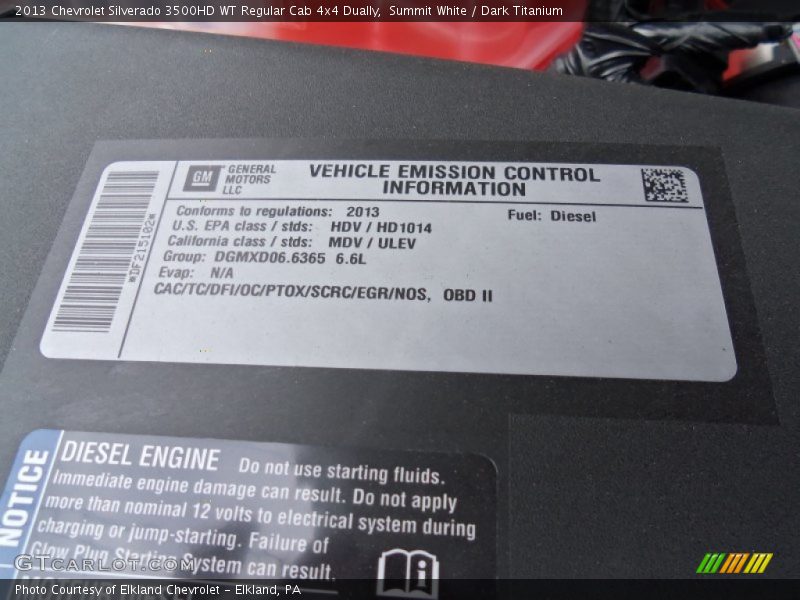 2013 Chevrolet Silverado 3500HD WT Regular Cab 4x4 Dually, Summit White / Dark Titanium
GM
GENERAL
MOTORS
LLC
VEHICLE EMISSION CONTROL
INFORMATION
*DF215102*
Conforms to regulations: 2013
Fuel: Diesel
U.S. EPA class / stds: HDV / HD1014
California class / stds: MDV / ULEV
Group: DGMXD06.6365 6.6L
Evap: N/A
CAC/TC/DFI/OC/PTOX/SCRC/EGR/NOS, OBD II
NOTICE
DIESEL ENGINE Do not use starting fluids.
Immediate engine damage can result. Do not apply
more than nominal 12 volts to electrical system during
charging or jump-starting. Failure of
Glow Plug Starting System can result.
GTcarlot.com
Photo Courtesy of Elkland Chevrolet - Elkland, PA